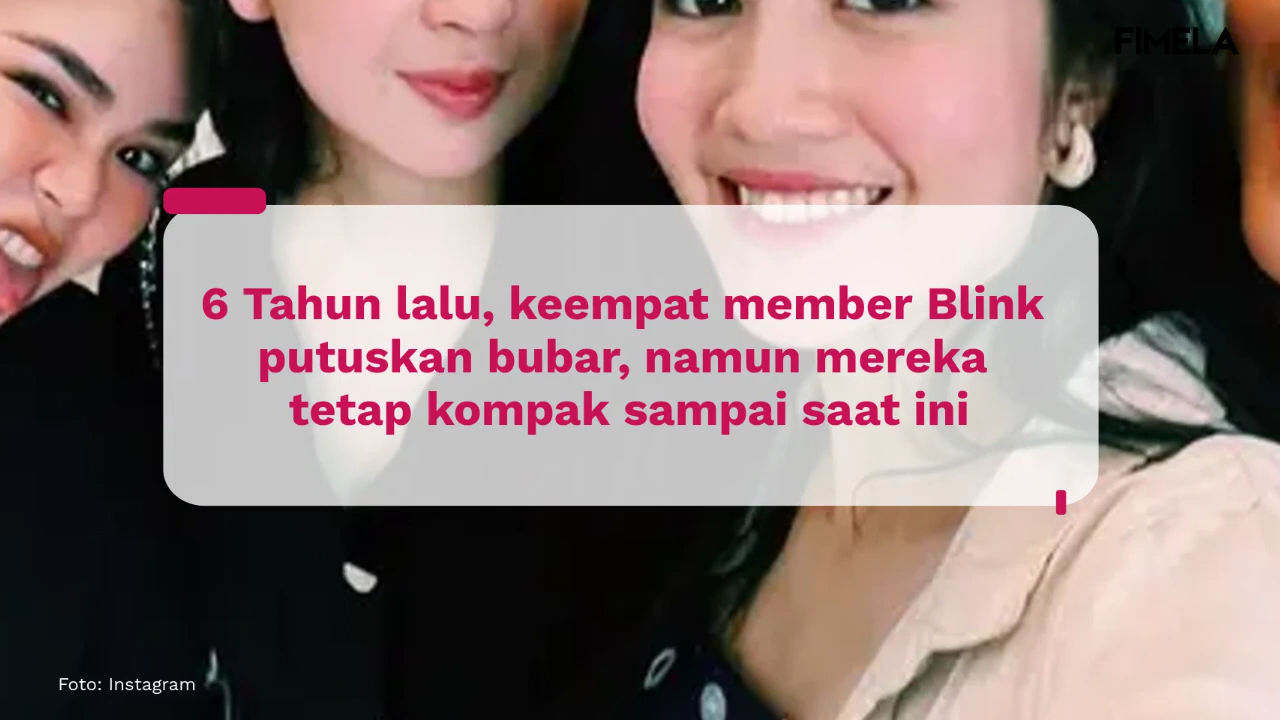 FIMELA
6 Tahun lalu, keempat member Blink
putuskan bubar, namun mereka
tetap kompak sampai saat ini
Foto: Instagram